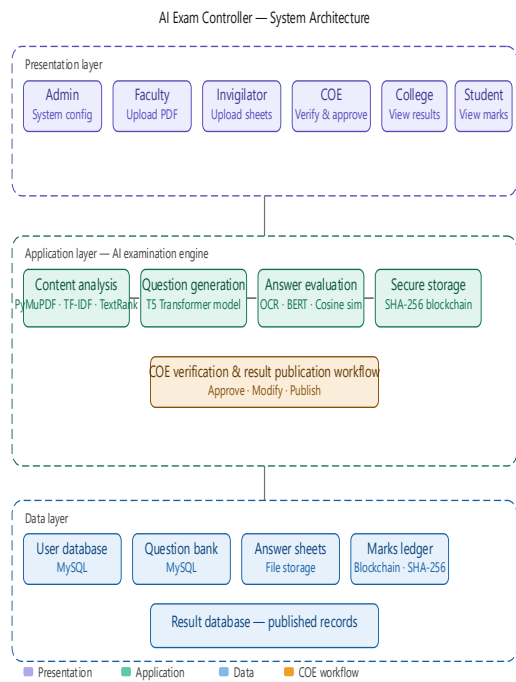 AI Exam Controller — System Architecture
Presentation layer
Admin
System config
Faculty
Upload PDF
Invigilator
Upload sheets
COE
Verify & approve
College
View results
Student
View marks
Application layer — AI examination engine
Content analysis
PyMuPDF · TF-IDF · TextRank
Question generation
T5 Transformer model
Answer evaluation
OCR · BERT · Cosine sim
Secure storage
SHA-256 blockchain
COE verification & result publication workflow
Approve · Modify · Publish
Data layer
User database
MySQL
Question bank
MySQL
Answer sheets
File storage
Marks ledger
Blockchain · SHA-256
Result database — published records
Presentation
Application
Data
COE workflow